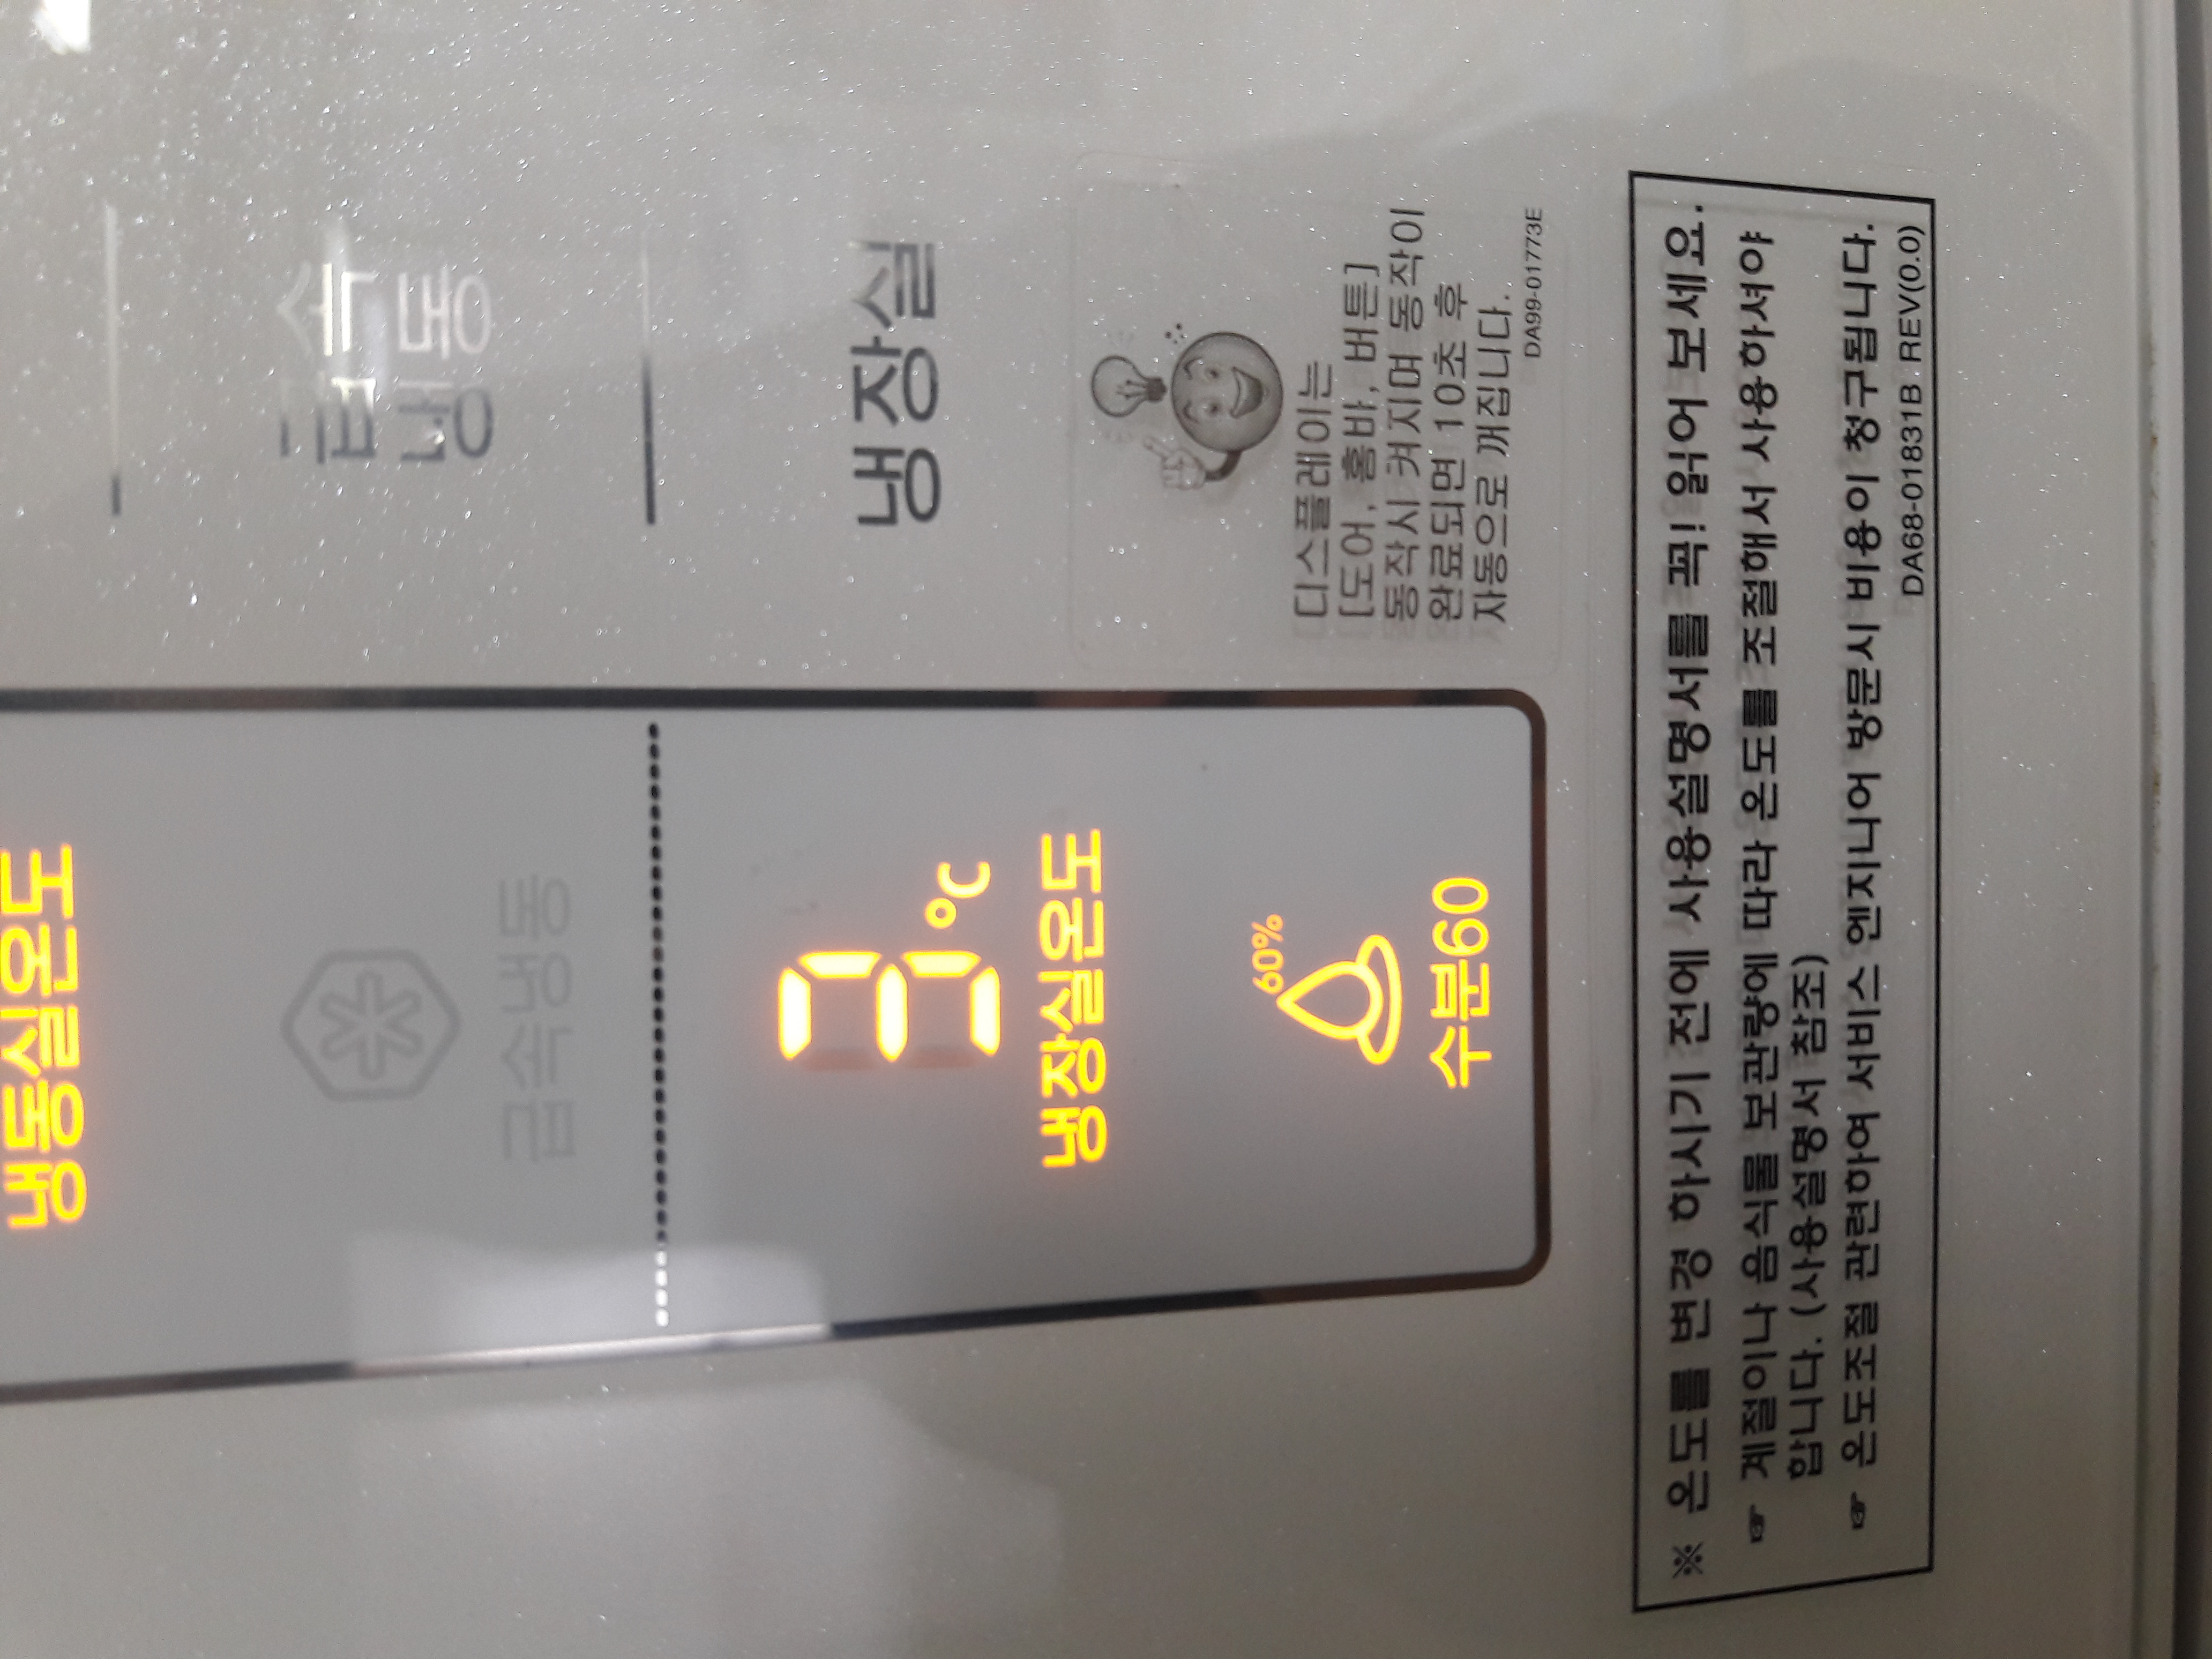 냉동실온도
급속
냉동
급속냉동
냉장실
3°C
냉장실온도
60%
수분60
디스플레이는
[도어, 홈바, 버튼]
동작시 켜지며 동작이
완료되면 10초 후
자동으로 꺼집니다.
DA99-01773E
※ 온도를 변경 하시기 전에 사용설명서를 꼭! 읽어 보세요.
☞ 계절이나 음식물 보관량에 따라 온도를 조절해서 사용하셔야
합니다. (사용설명서 참조)
☞ 온도조절 관련하여 서비스 엔지니어 방문시 비용이 청구됩니다.
DA68-01831B REV(0.0)